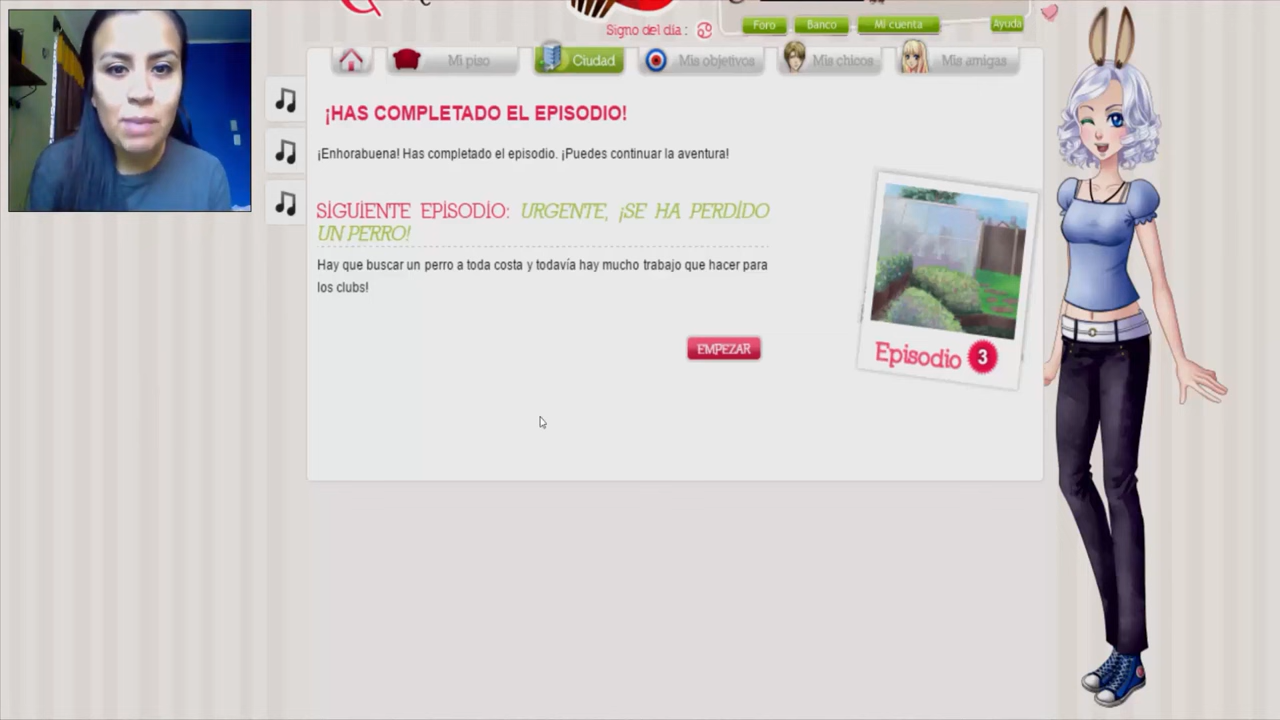 Signo del día :
Foro Banco Mi cuenta Ayuda
Mi piso Ciudad Mis objetivos Mis chicos Mis amigas
¡HAS COMPLETADO EL EPISODIO!
¡Enhorabuena! Has completado el episodio. ¡Puedes continuar la aventura!
SIGUIENTE EPISODIO: URGENTE, ¡SE HA PERDIDO
UN PERRO!
Hay que buscar un perro a toda costa y todavía hay mucho trabajo que hacer para
los clubs!
EMPEZAR
Episodio 3